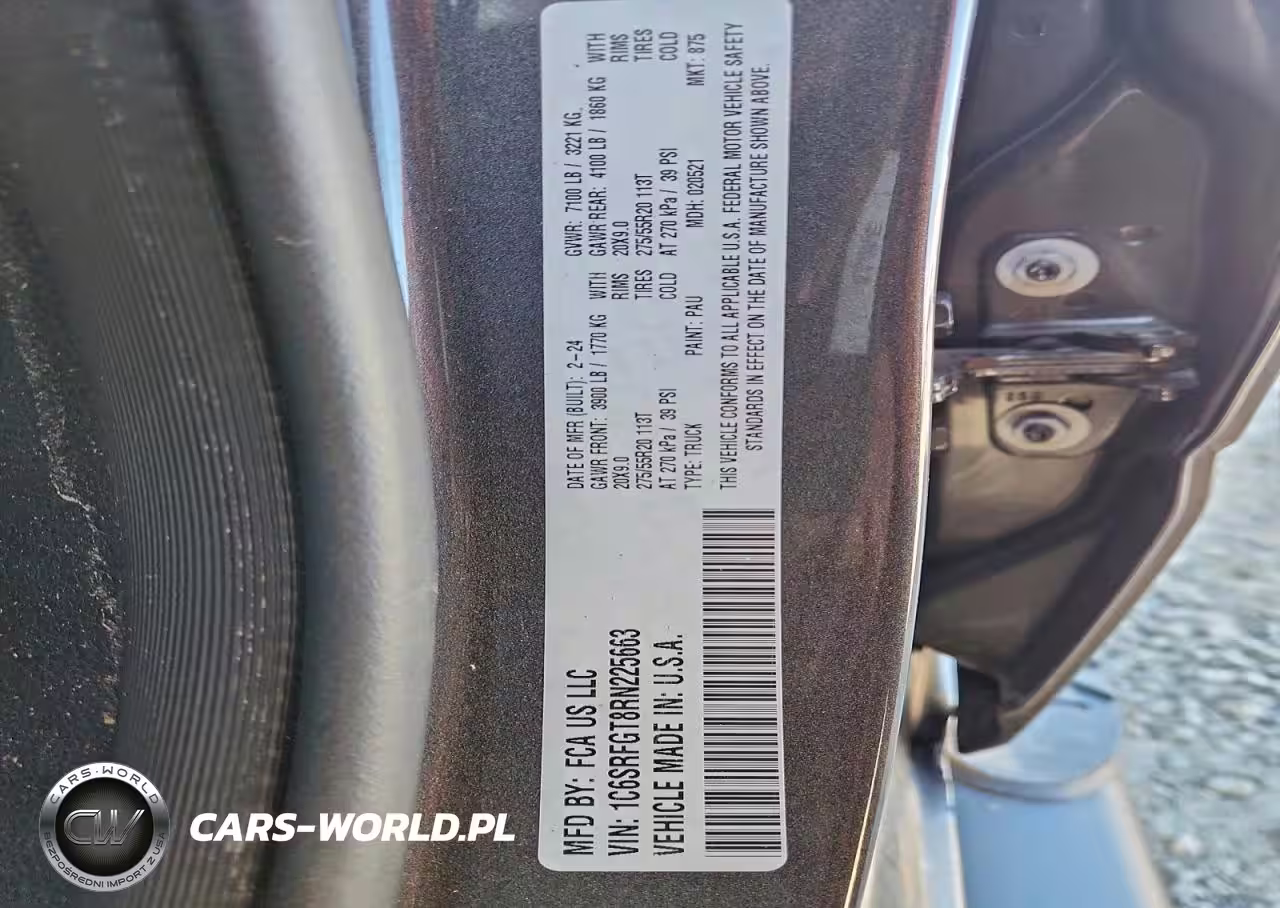 MFD BY: FCA US LLC
VIN: 1C6SRFGT8RN225663
VEHICLE MADE IN: U.S.A.
DATE OF MFR (BUILT): 2-24 GVWR: 7100 LB / 3221 KG.
GAWR FRONT: 3900 LB / 1770 KG WITH GAWR REAR: 4100 LB / 1860 KG WITH
20X9.0 RIMS 20X9.0 RIMS
275/55R20 113T TIRES 275/55R20 113T TIRES
AT 270 kPa / 39 PSI COLD AT 270 kPa / 39 PSI COLD
TYPE: TRUCK PAINT: PAU MDH: 020521 MKT: 875
THIS VEHICLE CONFORMS TO ALL APPLICABLE U.S.A. FEDERAL MOTOR VEHICLE SAFETY
STANDARDS IN EFFECT ON THE DATE OF MANUFACTURE SHOWN ABOVE.
CARS-WORLD
CW
BEZPOŚREDNI IMPORT Z USA
CARS-WORLD.PL